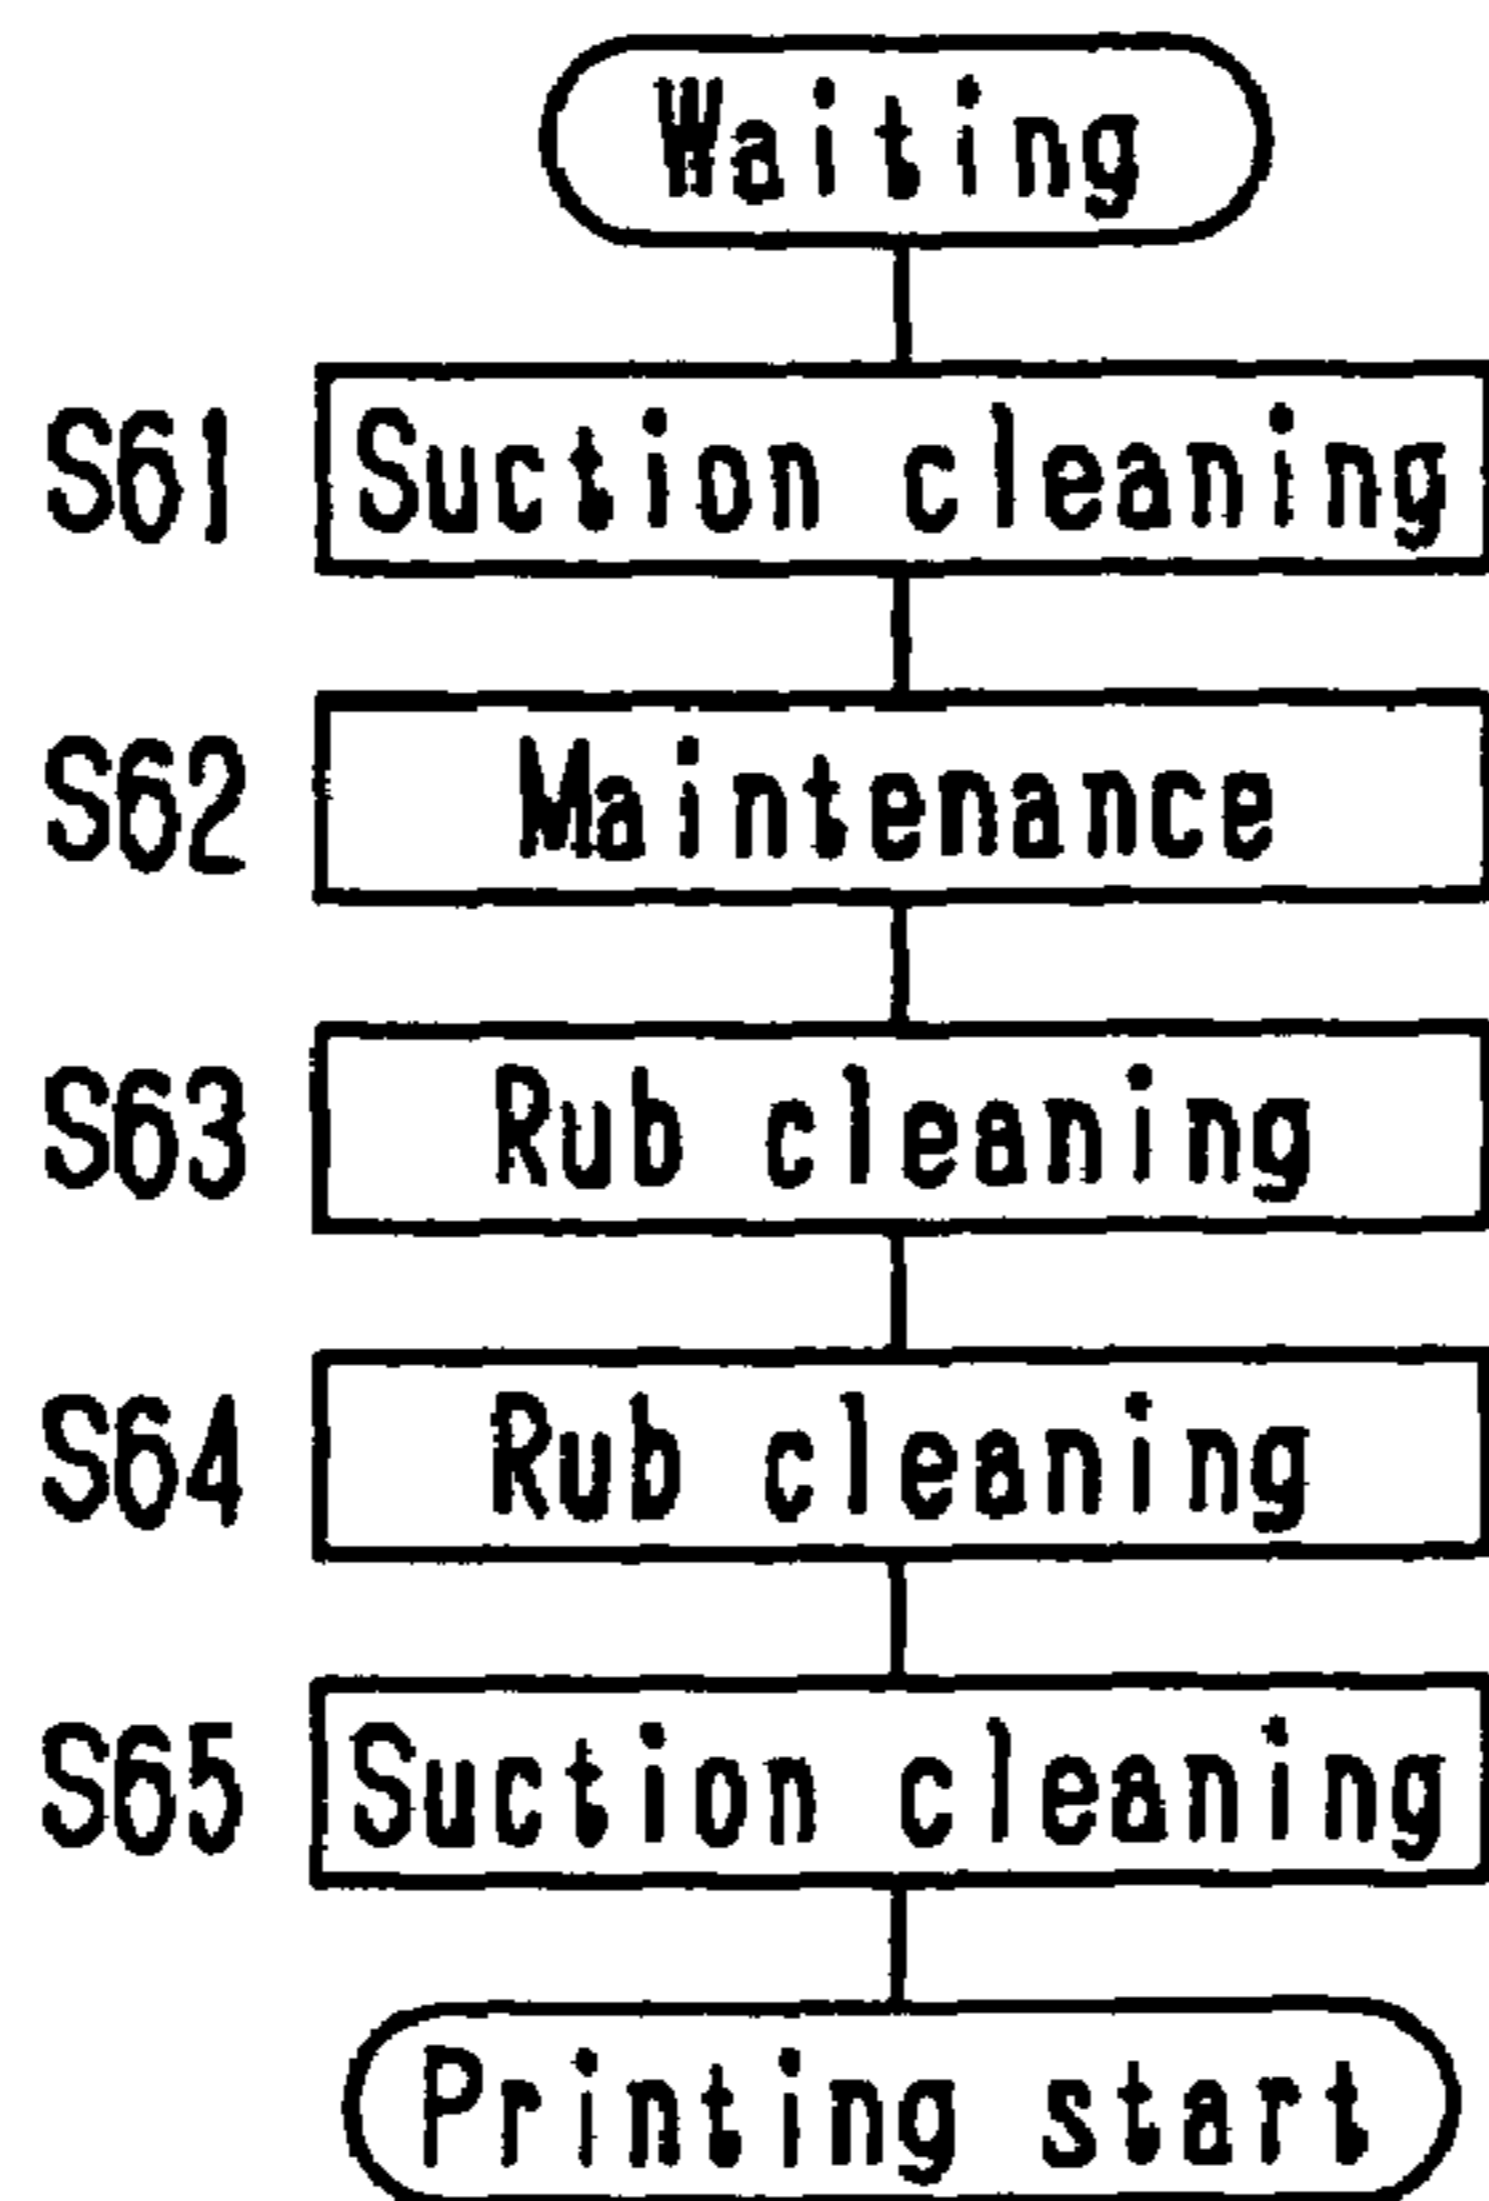 Waiting
S61 Suction cleaning
S62 Maintenance
S63 Rub cleaning
S64 Rub cleaning
S65 Suction cleaning
Printing start